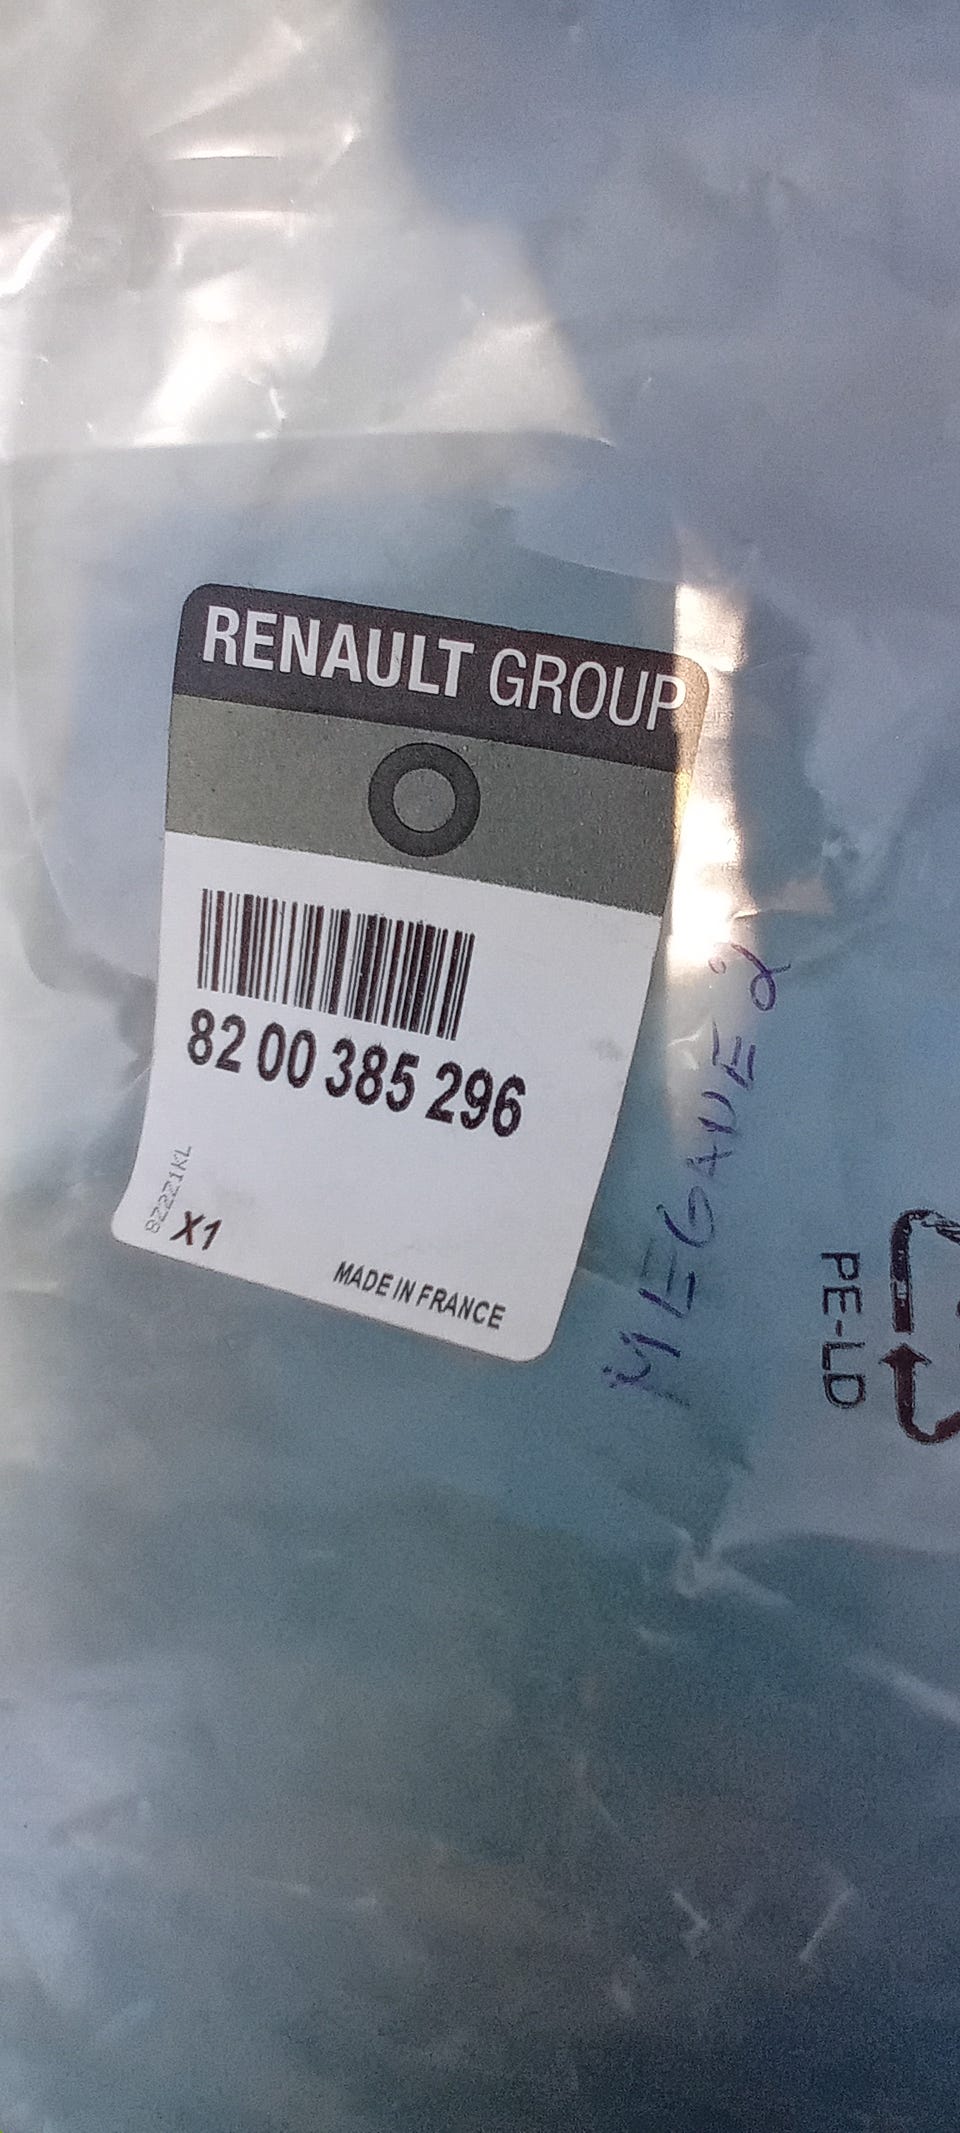 RENAULT GROUP
82 00 385 296
82221KL
X1
MADE IN FRANCE
MEGANE 2
PE-LD